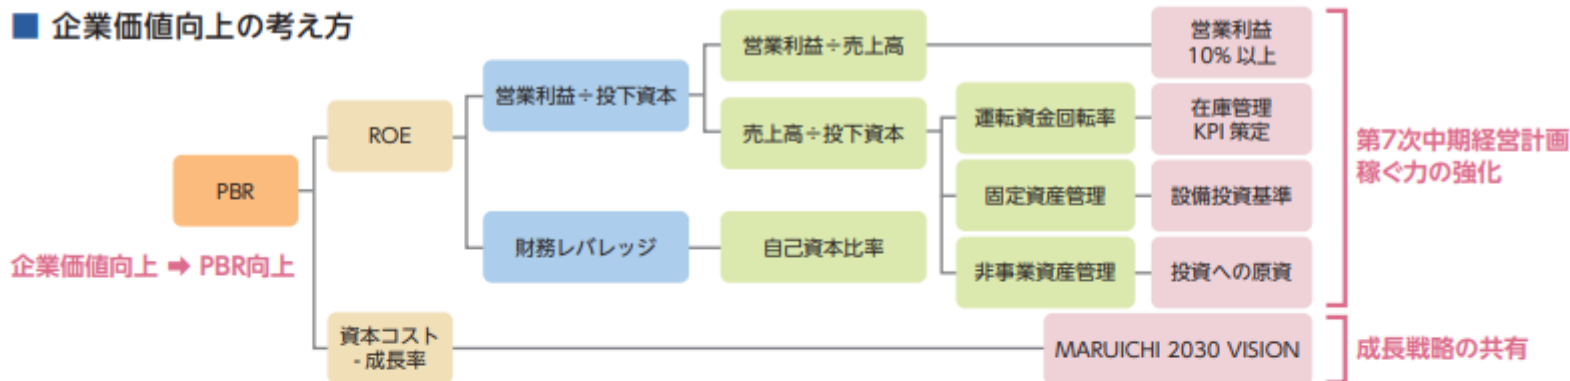 ■ 企業価値向上の考え方
PBR
企業価値向上 ➡ PBR向上
ROE
資本コスト
- 成長率
営業利益÷投下資本
財務レバレッジ
営業利益÷売上高
売上高÷投下資本
自己資本比率
運転資金回転率
固定資産管理
非事業資産管理
営業利益
10% 以上
在庫管理
KPI 策定
設備投資基準
投資への原資
MARUICHI 2030 VISION
第7次中期経営計画
稼ぐ力の強化
成長戦略の共有